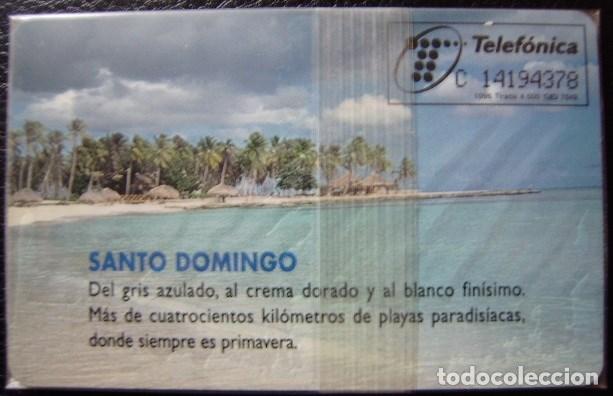 Telefónica
C 14194378
SANTO DOMINGO
Del gris azulado, al crema dorado y al blanco finísimo.
Más de cuatrocientos kilómetros de playas paradisíacas,
donde siempre es primavera.
todocoleccion.net